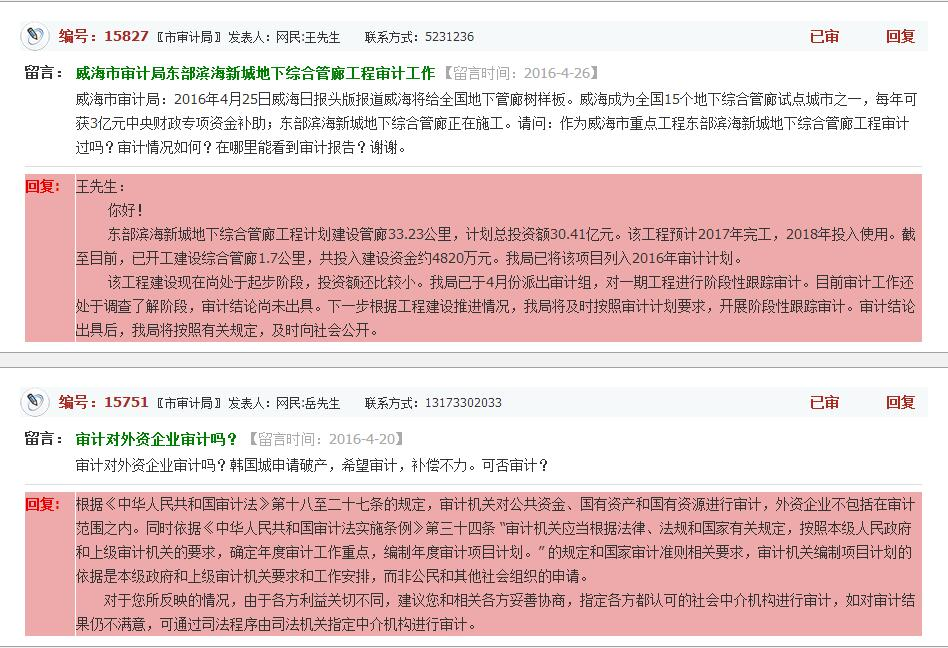 编号：15827 〖市审计局〗发表人：网民:王先生 联系方式：5231236 已审 回复
留言： 威海市审计局东部滨海新城地下综合管廊工程审计工作 【留言时间：2016-4-26】
威海市审计局：2016年4月25日威海日报头版报道威海将给全国地下管廊树样板。威海成为全国15个地下综合管廊试点城市之一，每年可
获3亿元中央财政专项资金补助；东部滨海新城地下综合管廊正在施工。请问：作为威海市重点工程东部滨海新城地下综合管廊工程审计
过吗？审计情况如何？在哪里能看到审计报告？谢谢。
回复: 王先生：
你好！
东部滨海新城地下综合管廊工程计划建设管廊33.23公里，计划总投资额30.41亿元。该工程预计2017年完工，2018年投入使用。截
至目前，已开工建设综合管廊1.7公里，共投入建设资金约4820万元。我局已将该项目列入2016年审计计划。
该工程建设现在尚处于起步阶段，投资额还比较小。我局已于4月份派出审计组，对一期工程进行阶段性跟踪审计。目前审计工作还
处于调查了解阶段，审计结论尚未出具。下一步根据工程建设推进情况，我局将及时按照审计计划要求，开展阶段性跟踪审计。审计结论
出具后，我局将按照有关规定，及时向社会公开。
编号：15751 〖市审计局〗发表人：网民:岳先生 联系方式：13173302033 已审 回复
留言： 审计对外资企业审计吗？ 【留言时间：2016-4-20】
审计对外资企业审计吗？韩国城申请破产，希望审计，补偿不力。可否审计？
回复: 根据《中华人民共和国审计法》第十八至二十七条的规定，审计机关对公共资金、国有资产和国有资源进行审计，外资企业不包括在审计
范围之内。同时依据《中华人民共和国审计法实施条例》第三十四条“审计机关应当根据法律、法规和国家有关规定，按照本级人民政府
和上级审计机关的要求，确定年度审计工作重点，编制年度审计项目计划。”的规定和国家审计准则相关要求，审计机关编制项目计划的
依据是本级政府和上级审计机关要求和工作安排，而非公民和其他社会组织的申请。
对于您所反映的情况，由于各方利益关切不同，建议您和相关各方妥善协商，指定各方都认可的社会中介机构进行审计，如对审计结
果仍不满意，可通过司法程序由司法机关指定中介机构进行审计。